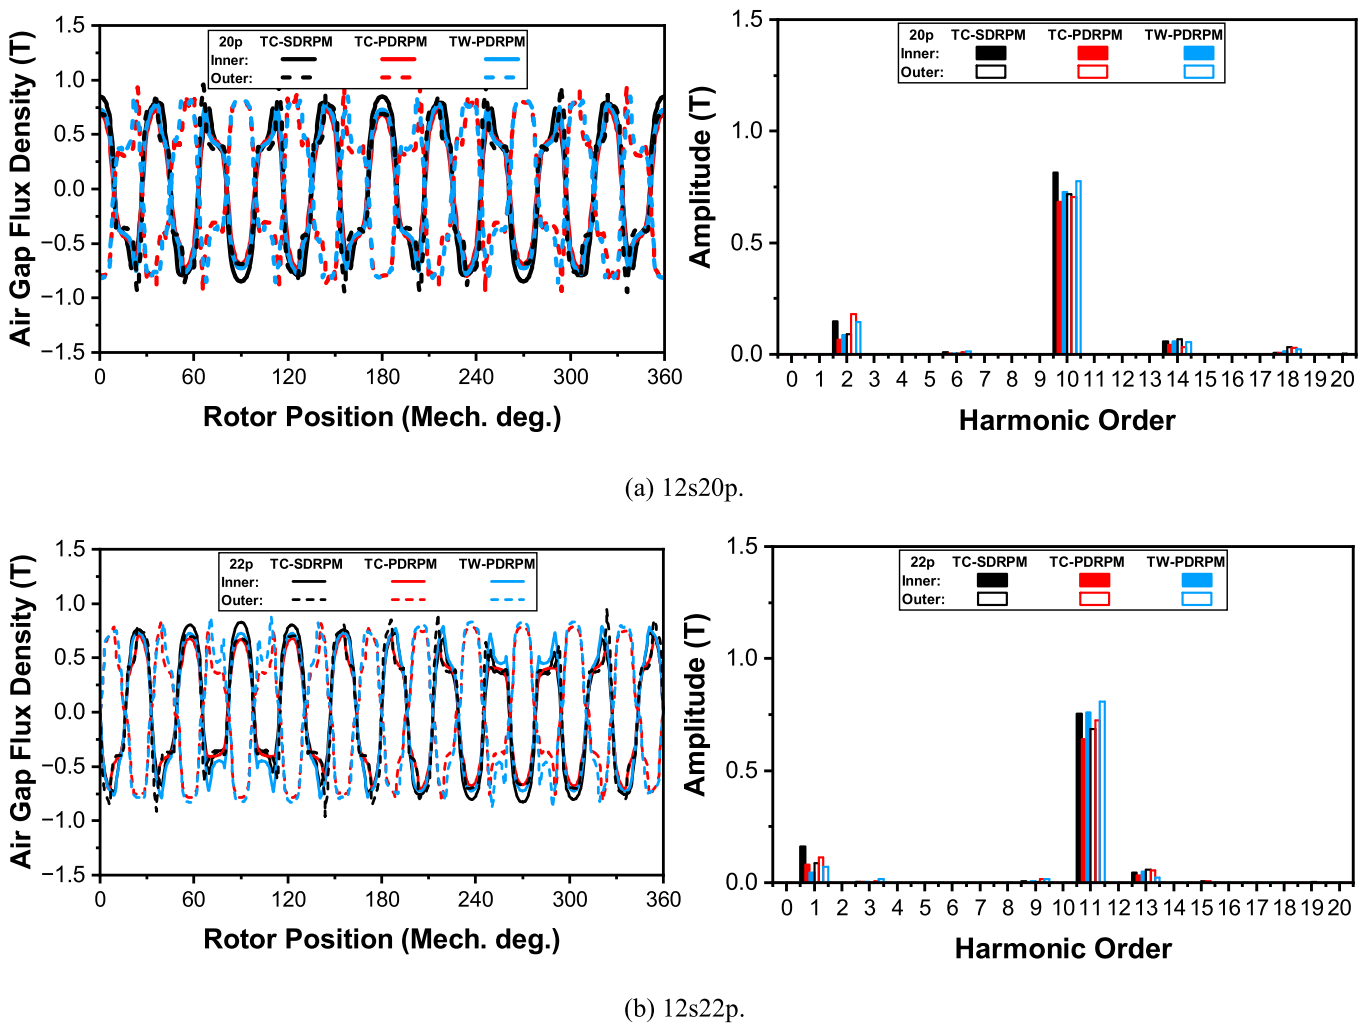 1.5
1.0
0.5
0.0
−0.5
−1.0
−1.5
Air Gap Flux Density (T)
20p TC-SDRPM TC-PDRPM TW-PDRPM
Inner:
Outer:
0 60 120 180 240 300 360
Rotor Position (Mech. deg.)
1.5
1.0
0.5
0.0
Amplitude (T)
20p TC-SDRPM TC-PDRPM TW-PDRPM
Inner:
Outer:
0 1 2 3 4 5 6 7 8 9 10 11 12 13 14 15 16 17 18 19 20
Harmonic Order
(a) 12s20p.
1.5
1.0
0.5
0.0
−0.5
−1.0
−1.5
Air Gap Flux Density (T)
22p TC-SDRPM TC-PDRPM TW-PDRPM
Inner:
Outer:
0 60 120 180 240 300 360
Rotor Position (Mech. deg.)
1.5
1.0
0.5
0.0
Amplitude (T)
22p TC-SDRPM TC-PDRPM TW-PDRPM
Inner:
Outer:
0 1 2 3 4 5 6 7 8 9 10 11 12 13 14 15 16 17 18 19 20
Harmonic Order
(b) 12s22p.